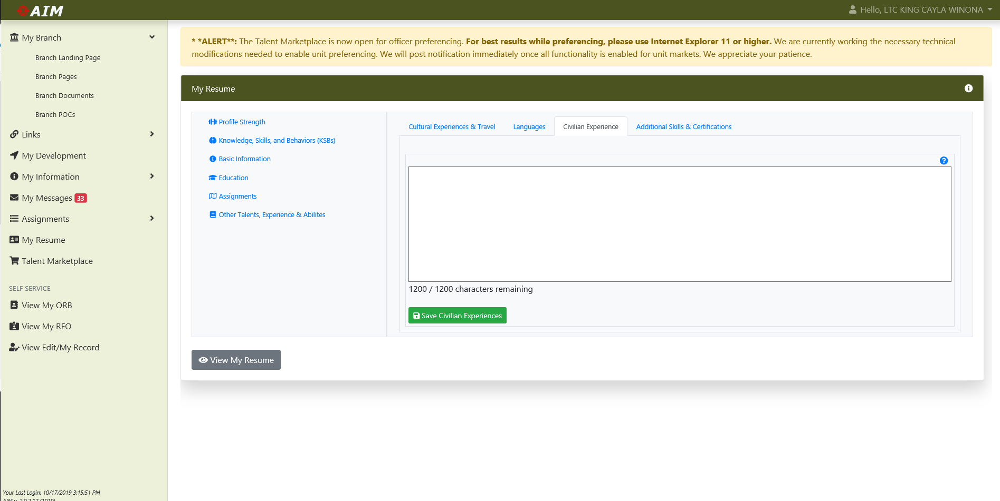 AIM
Hello, LTC KING CAYLA WINONA
My Branch
Branch Landing Page
Branch Pages
Branch Documents
Branch POCs
Links
My Development
My Information
My Messages 33
Assignments
My Resume
Talent Marketplace
SELF SERVICE
View My ORB
View My RFO
View Edit/My Record
Your Last Login: 10/17/2019 3:15:51 PM
AIM v. 2.0.2.17 (1019)
* *ALERT**: The Talent Marketplace is now open for officer preferencing. For best results while preferencing, please use Internet Explorer 11 or higher. We are currently working the necessary technical
modifications needed to enable unit preferencing. We will post notification immediately once all functionality is enabled for unit markets. We appreciate your patience.
My Resume
Profile Strength
Knowledge, Skills, and Behaviors (KSBs)
Basic Information
Education
Assignments
Other Talents, Experience & Abilites
Cultural Experiences & Travel Languages Civilian Experience Additional Skills & Certifications
1200 / 1200 characters remaining
Save Civilian Experiences
View My Resume